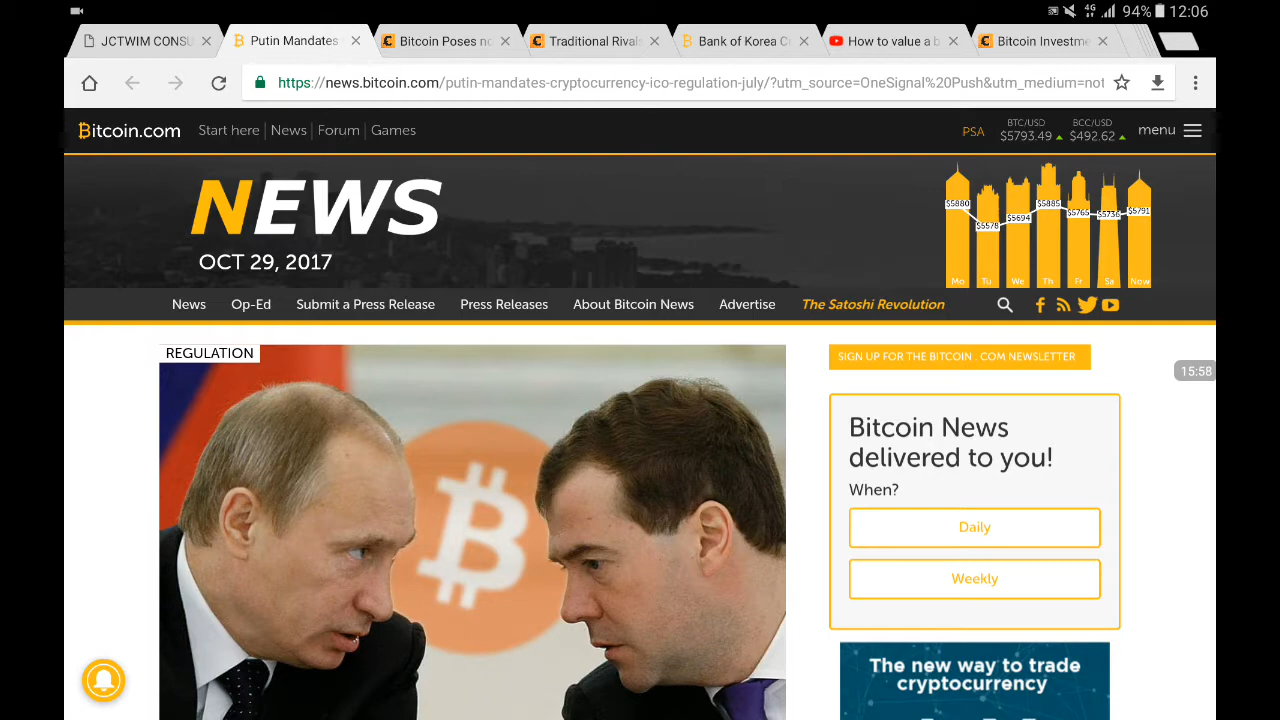 4G 94% 12:06
JCTWIM CONSU
Putin Mandates
Bitcoin Poses no
Traditional Rivals
Bank of Korea C
How to value a b
Bitcoin Investme
https://news.bitcoin.com/putin-mandates-cryptocurrency-ico-regulation-july/?utm_source=OneSignal%20Push&utm_medium=not
Bitcoin.com Start here | News | Forum | Games
PSA
BTC/USD
$5793.49
BCC/USD
$492.62
menu
NEWS
OCT 29, 2017
$5880 $5578 $5694 $5885 $5765 $5736 $5791
Mo Tu We Th Fr Sa Now
News Op-Ed Submit a Press Release Press Releases About Bitcoin News Advertise The Satoshi Revolution
REGULATION
SIGN UP FOR THE BITCOIN . COM NEWSLETTER
15:58
Bitcoin News
delivered to you!
When?
Daily
Weekly
The new way to trade
cryptocurrency